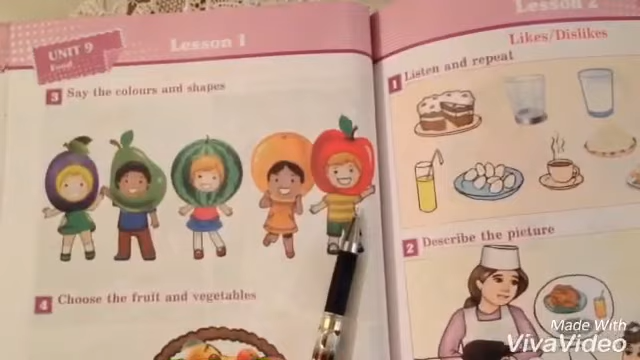 UNIT 9
Food
Lesson 1
3 Say the colours and shapes
4 Choose the fruit and vegetables
Lesson 2
Likes/Dislikes
1 Listen and repeat
2 Describe the picture
Made With
VivaVideo